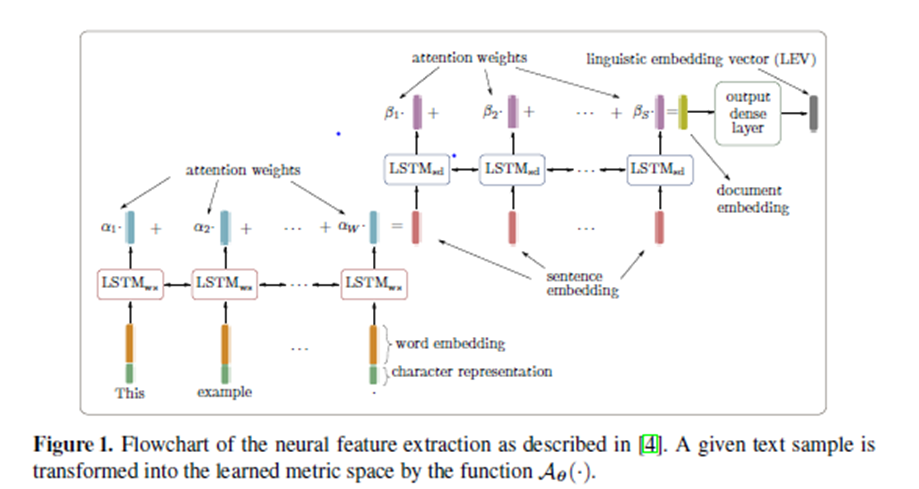 attention weights
linguistic embedding vector (LEV)
β1· + β2· + ··· + βS· =
output
dense
layer
LSTMsd LSTMsd ... LSTMsd
document
embedding
attention weights
α1· + α2· + ··· + αW· =
...
sentence
embedding
LSTMws LSTMws ... LSTMws
...
word embedding
character representation
This example .
Figure 1. Flowchart of the neural feature extraction as described in [4]. A given text sample is
transformed into the learned metric space by the function 𝒜θ(·).